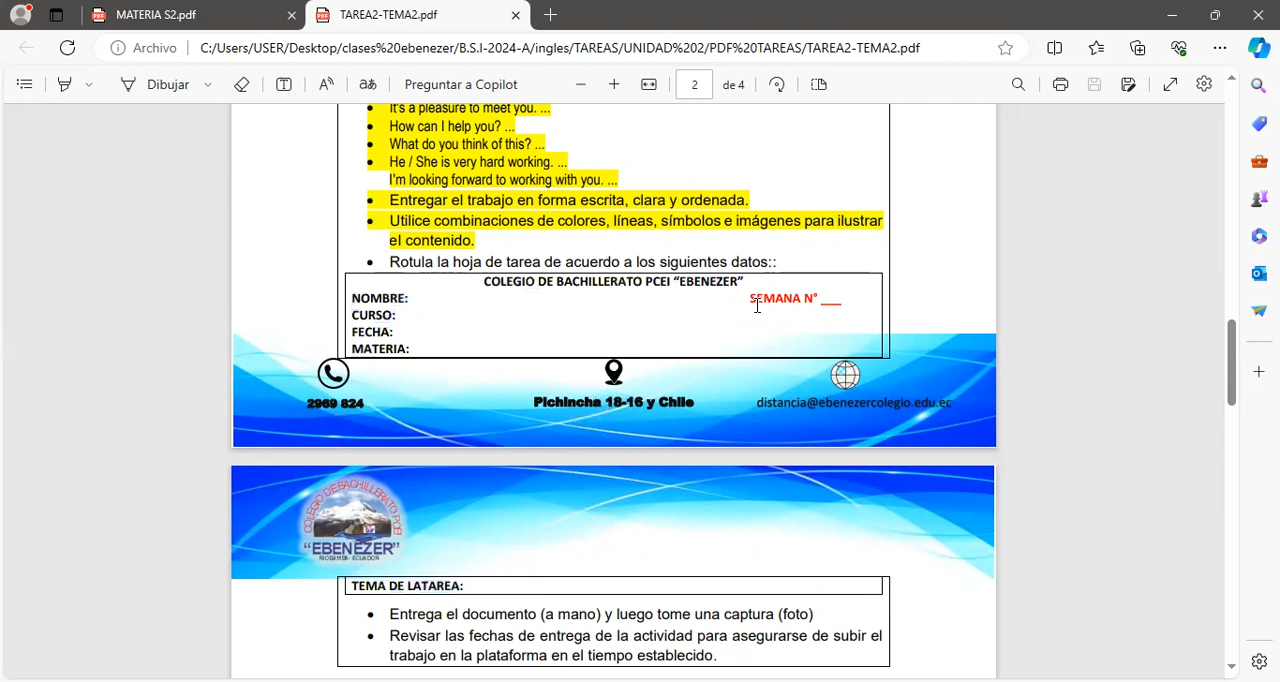 MATERIA S2.pdf
TAREA2-TEMA2.pdf
Archivo
C:/Users/USER/Desktop/clases%20ebenezer/B.S.I-2024-A/ingles/TAREAS/UNIDAD%202/PDF%20TAREAS/TAREA2-TEMA2.pdf
Dibujar
Preguntar a Copilot
2 de 4
It's a pleasure to meet you. ...
How can I help you? ...
What do you think of this? ...
He / She is very hard working. ...
I'm looking forward to working with you. ...
Entregar el trabajo en forma escrita, clara y ordenada.
Utilice combinaciones de colores, líneas, símbolos e imágenes para ilustrar
el contenido.
Rotula la hoja de tarea de acuerdo a los siguientes datos::
COLEGIO DE BACHILLERATO PCEI “EBENEZER”
NOMBRE: SEMANA N° ___
CURSO:
FECHA:
MATERIA:
2969 824
Pichincha 18-16 y Chile
distancia@ebenezercolegio.edu.ec
COLEGIO DE BACHILLERATO PCEI
“EBENEZER”
RIOBAMBA - ECUADOR
TEMA DE LATAREA:
Entrega el documento (a mano) y luego tome una captura (foto)
Revisar las fechas de entrega de la actividad para asegurarse de subir el
trabajo en la plataforma en el tiempo establecido.